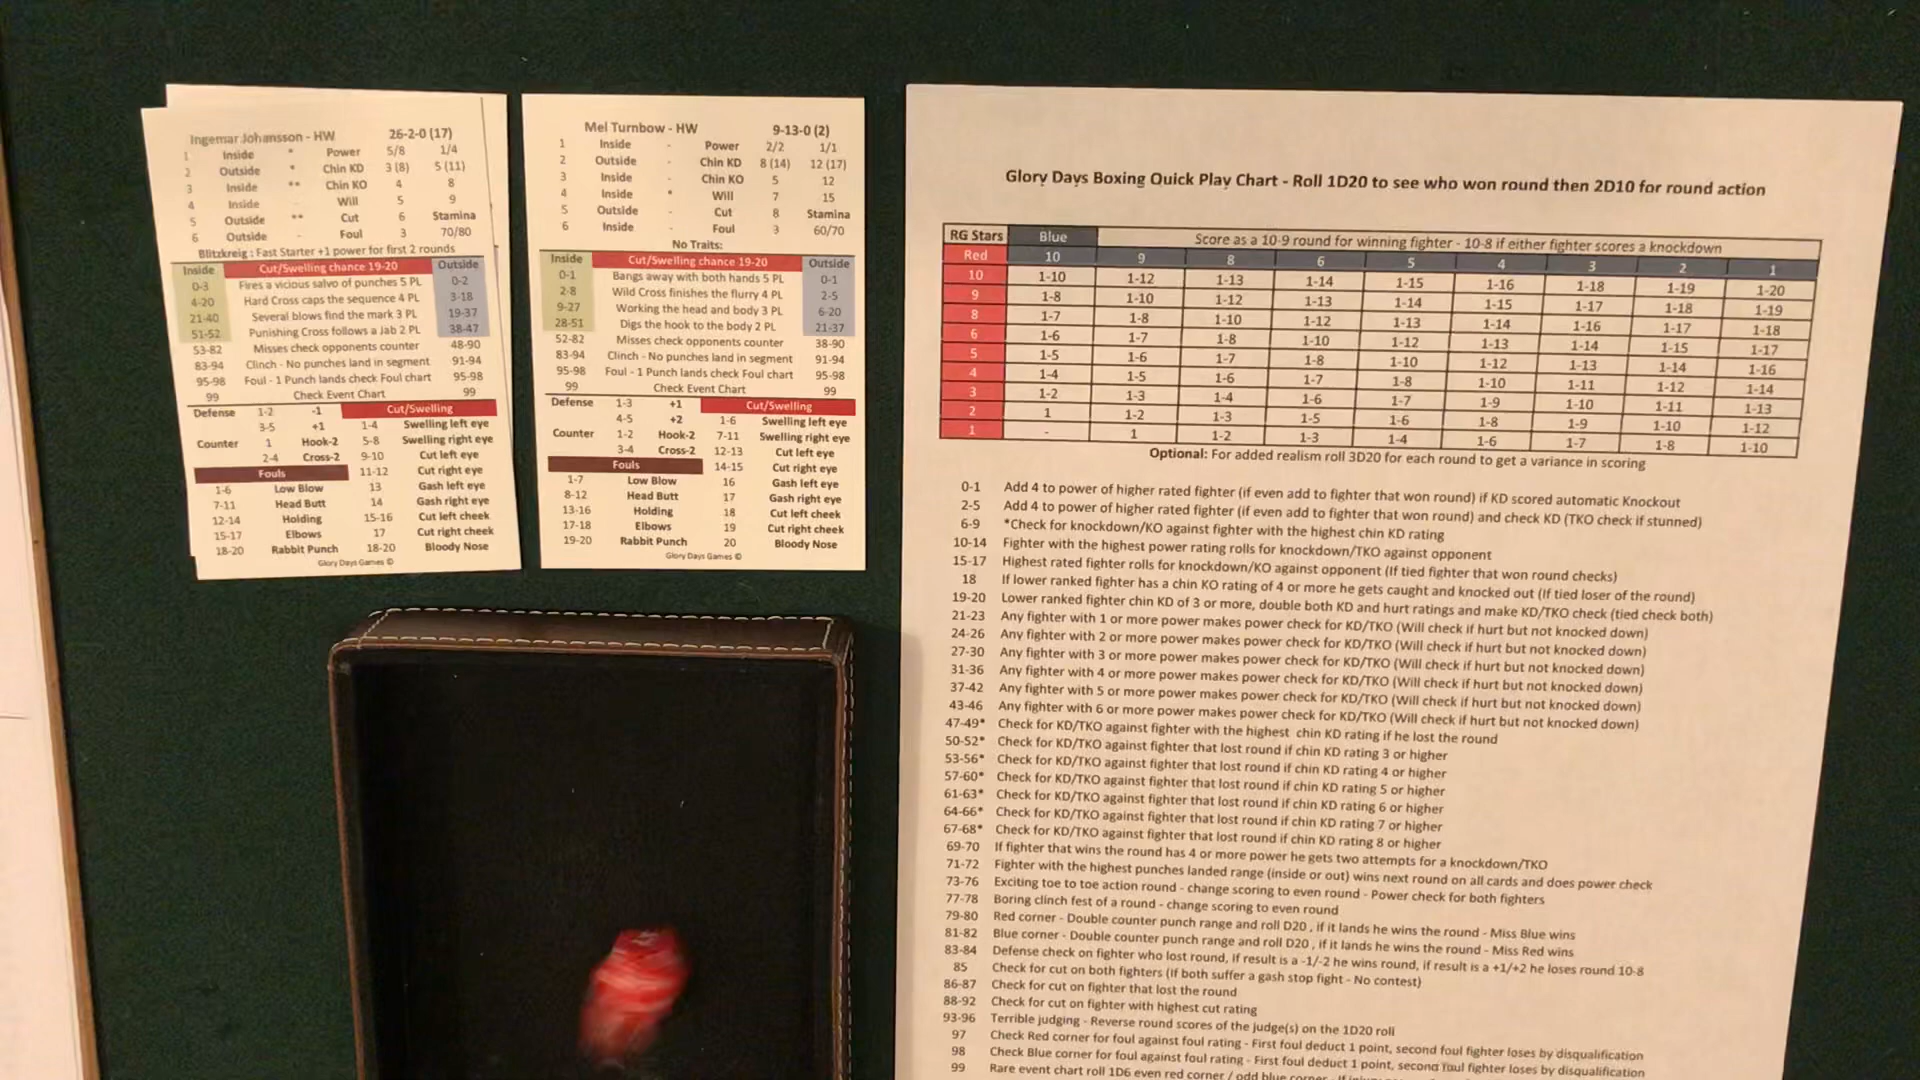 Ingemar Johansson - HW 26-2-0 (17)
1 Inside * Power 5/8 1/4
2 Outside * Chin KD 3 (8) 5 (11)
3 Inside ** Chin KO 4 8
4 Inside - Will 5 9
5 Outside ** Cut 6 Stamina
6 Outside - Foul 3 70/80
Blitzkreig : Fast Starter +1 power for first 2 rounds
Inside Cut/Swelling chance 19-20 Outside
0-3 Fires a vicious salvo of punches 5 PL 0-2
4-20 Hard Cross caps the sequence 4 PL 3-18
21-40 Several blows find the mark 3 PL 19-37
51-52 Punishing Cross follows a Jab 2 PL 38-47
53-82 Misses check opponents counter 48-90
83-94 Clinch - No punches land in segment 91-94
95-98 Foul - 1 Punch lands check Foul chart 95-98
99 Check Event Chart 99
Defense 1-2 -1 Cut/Swelling
3-5 +1 1-4 Swelling left eye
Counter 1 Hook-2 5-8 Swelling right eye
2-4 Cross-2 9-10 Cut left eye
Fouls 11-12 Cut right eye
1-6 Low Blow 13 Gash left eye
7-11 Head Butt 14 Gash right eye
12-14 Holding 15-16 Cut left cheek
15-17 Elbows 17 Cut right cheek
18-20 Rabbit Punch 18-20 Bloody Nose
Glory Days Games ©
Mel Turnbow - HW 9-13-0 (2)
1 Inside - Power 2/2 1/1
2 Outside - Chin KD 8 (14) 12 (17)
3 Inside - Chin KO 5 12
4 Inside * Will 7 15
5 Outside - Cut 8 Stamina
6 Inside - Foul 3 60/70
No Traits:
Inside Cut/Swelling chance 19-20 Outside
0-1 Bangs away with both hands 5 PL 0-1
2-8 Wild Cross finishes the flurry 4 PL 2-5
9-27 Working the head and body 3 PL 6-20
28-51 Digs the hook to the body 2 PL 21-37
52-82 Misses check opponents counter 38-90
83-94 Clinch - No punches land in segment 91-94
95-98 Foul - 1 Punch lands check Foul chart 95-98
99 Check Event Chart 99
Defense 1-3 +1 Cut/Swelling
4-5 +2 1-6 Swelling left eye
Counter 1-2 Hook-2 7-11 Swelling right eye
3-4 Cross-2 12-13 Cut left eye
Fouls 14-15 Cut right eye
1-7 Low Blow 16 Gash left eye
8-12 Head Butt 17 Gash right eye
13-16 Holding 18 Cut left cheek
17-18 Elbows 19 Cut right cheek
19-20 Rabbit Punch 20 Bloody Nose
Glory Days Games ©
Glory Days Boxing Quick Play Chart - Roll 1D20 to see who won round then 2D10 for round action
RG Stars Blue Score as a 10-9 round for winning fighter - 10-8 if either fighter scores a knockdown
Red 10 9 8 6 5 4 3 2 1
10 1-10 1-12 1-13 1-14 1-15 1-16 1-18 1-19 1-20
9 1-8 1-10 1-12 1-13 1-14 1-15 1-17 1-18 1-19
8 1-7 1-8 1-10 1-12 1-13 1-14 1-16 1-17 1-18
6 1-6 1-7 1-8 1-10 1-12 1-13 1-14 1-15 1-17
5 1-5 1-6 1-7 1-8 1-10 1-12 1-13 1-14 1-16
4 1-4 1-5 1-6 1-7 1-8 1-10 1-11 1-12 1-14
3 1-2 1-3 1-4 1-6 1-7 1-9 1-10 1-11 1-13
2 1 1-2 1-3 1-5 1-6 1-8 1-9 1-10 1-12
1 - 1 1-2 1-3 1-4 1-6 1-7 1-8 1-10
Optional: For added realism roll 3D20 for each round to get a variance in scoring
0-1 Add 4 to power of higher rated fighter (if even add to fighter that won round) if KD scored automatic Knockout
2-5 Add 4 to power of higher rated fighter (if even add to fighter that won round) and check KD (TKO check if stunned)
6-9 *Check for knockdown/KO against fighter with the highest chin KD rating
10-14 Fighter with the highest power rating rolls for knockdown/TKO against opponent
15-17 Highest rated fighter rolls for knockdown/KO against opponent (If tied fighter that won round checks)
18 If lower ranked fighter has a chin KO rating of 4 or more he gets caught and knocked out (If tied loser of the round)
19-20 Lower ranked fighter chin KD of 3 or more, double both KD and hurt ratings and make KD/TKO check (tied check both)
21-23 Any fighter with 1 or more power makes power check for KD/TKO (Will check if hurt but not knocked down)
24-26 Any fighter with 2 or more power makes power check for KD/TKO (Will check if hurt but not knocked down)
27-30 Any fighter with 3 or more power makes power check for KD/TKO (Will check if hurt but not knocked down)
31-36 Any fighter with 4 or more power makes power check for KD/TKO (Will check if hurt but not knocked down)
37-42 Any fighter with 5 or more power makes power check for KD/TKO (Will check if hurt but not knocked down)
43-46 Any fighter with 6 or more power makes power check for KD/TKO (Will check if hurt but not knocked down)
47-49* Check for KD/TKO against fighter with the highest chin KD rating if he lost the round
50-52* Check for KD/TKO against fighter that lost round if chin KD rating 3 or higher
53-56* Check for KD/TKO against fighter that lost round if chin KD rating 4 or higher
57-60* Check for KD/TKO against fighter that lost round if chin KD rating 5 or higher
61-63* Check for KD/TKO against fighter that lost round if chin KD rating 6 or higher
64-66* Check for KD/TKO against fighter that lost round if chin KD rating 7 or higher
67-68* Check for KD/TKO against fighter that lost round if chin KD rating 8 or higher
69-70 If fighter that wins the round has 4 or more power he gets two attempts for a knockdown/TKO
71-72 Fighter with the highest punches landed range (inside or out) wins next round on all cards and does power check
73-76 Exciting toe to toe action round - change scoring to even round - Power check for both fighters
77-78 Boring clinch fest of a round - change scoring to even round
79-80 Red corner - Double counter punch range and roll D20 , if it lands he wins the round - Miss Blue wins
81-82 Blue corner - Double counter punch range and roll D20 , if it lands he wins the round - Miss Red wins
83-84 Defense check on fighter who lost round, if result is a -1/-2 he wins round, if result is a +1/+2 he loses round 10-8
85 Check for cut on both fighters (If both suffer a gash stop fight - No contest)
86-87 Check for cut on fighter that lost the round
88-92 Check for cut on fighter with highest cut rating
93-96 Terrible judging - Reverse round scores of the judge(s) on the 1D20 roll
97 Check Red corner for foul against foul rating - First foul deduct 1 point, second foul fighter loses by disqualification
98 Check Blue corner for foul against foul rating - First foul deduct 1 point, second foul fighter loses by disqualification
99 Rare event chart roll 1D6 even red corner / odd blue corner - If